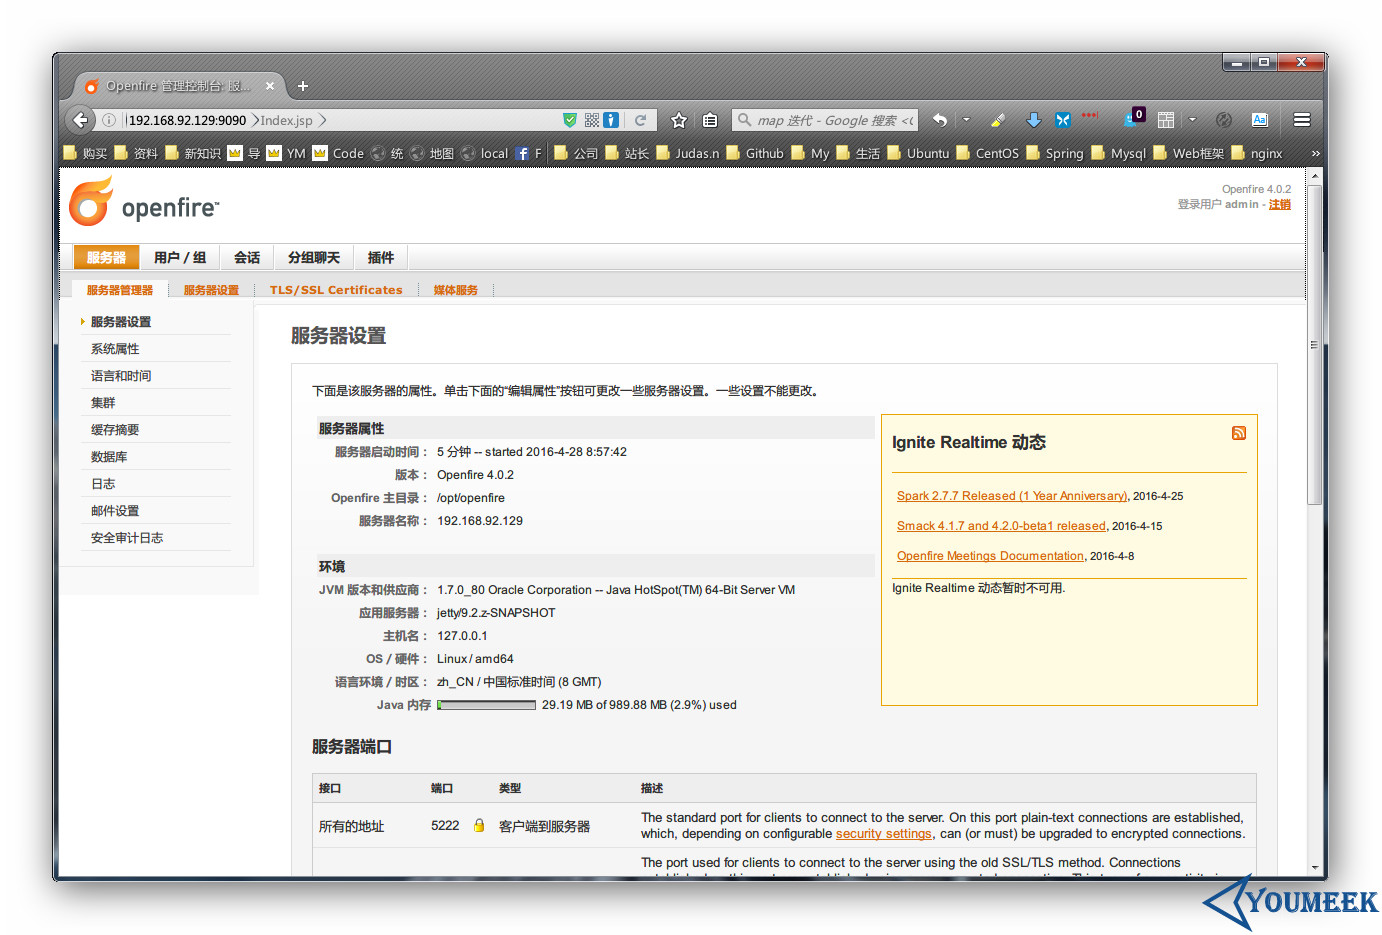 Openfire 管理控制台: 服...
192.168.92.129:9090 Index.jsp
map 迭代 - Google 搜索
0
Aa
购买 资料 新知识 导 YM Code 统 地图 local F 公司 站长 Judas.n Github My 生活 Ubuntu CentOS Spring Mysql Web框架 nginx »
openfire™
Openfire 4.0.2
登录用户 admin - 注销
服务器 用户 / 组 会话 分组聊天 插件
服务器管理器 服务器设置 TLS/SSL Certificates 媒体服务
服务器设置
系统属性
语言和时间
集群
缓存摘要
数据库
日志
邮件设置
安全审计日志
服务器设置
下面是该服务器的属性。单击下面的“编辑属性”按钮可更改一些服务器设置。一些设置不能更改。
服务器属性
服务器启动时间： 5 分钟 -- started 2016-4-28 8:57:42
版本： Openfire 4.0.2
Openfire 主目录： /opt/openfire
服务器名称： 192.168.92.129
环境
JVM 版本和供应商： 1.7.0_80 Oracle Corporation -- Java HotSpot(TM) 64-Bit Server VM
应用服务器： jetty/9.2.z-SNAPSHOT
主机名： 127.0.0.1
OS / 硬件： Linux / amd64
语言环境 / 时区： zh_CN / 中国标准时间 (8 GMT)
Java 内存 29.19 MB of 989.88 MB (2.9%) used
Ignite Realtime 动态
Spark 2.7.7 Released (1 Year Anniversary), 2016-4-25
Smack 4.1.7 and 4.2.0-beta1 released, 2016-4-15
Openfire Meetings Documentation, 2016-4-8
Ignite Realtime 动态暂时不可用.
服务器端口
接口 端口 类型 描述
所有的地址 5222 客户端到服务器 The standard port for clients to connect to the server. On this port plain-text connections are established,
which, depending on configurable security settings, can (or must) be upgraded to encrypted connections.
The port used for clients to connect to the server using the old SSL/TLS method. Connections
YOUMEEK